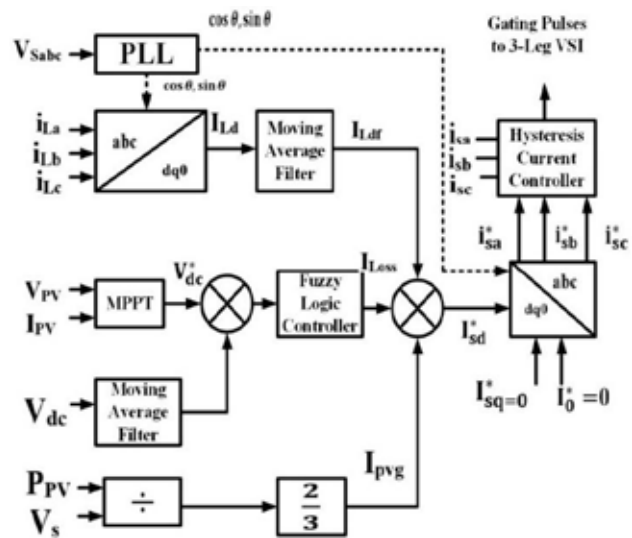 cos θ, sin θ
V_Sabc
PLL
cos θ, sin θ
Gating Pulses
to 3-Leg VSI
i_La
i_Lb
i_Lc
abc
dq0
I_Ld
Moving
Average
Filter
I_Ldf
i_sa
i_sb
i_sc
Hysteresis
Current
Controller
i*_sa
i*_sb
i*_sc
V_PV
I_PV
MPPT
V*_dc
Fuzzy
Logic
Controller
I_Loss
I*_sd
abc
dq0
I*_sq=0
I*_0 = 0
V_dc
Moving
Average
Filter
P_PV
V_s
÷
2
3
I_pvg